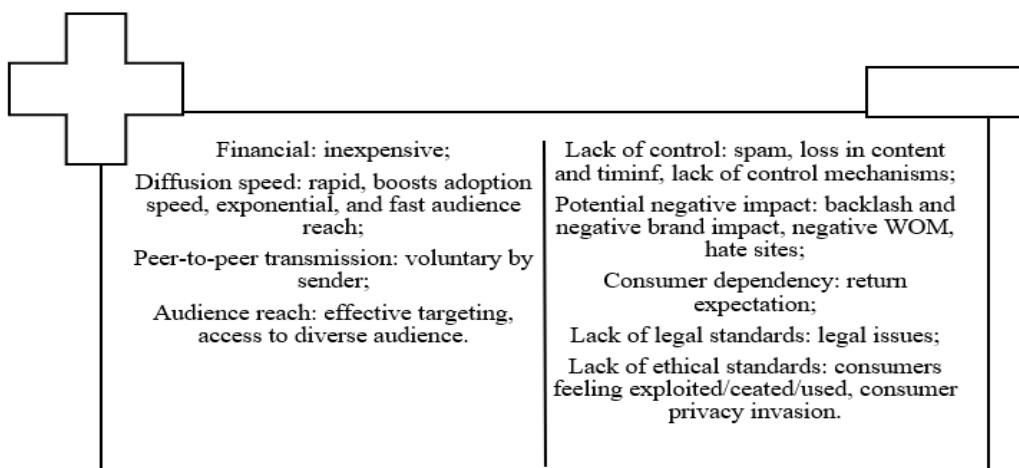 Financial: inexpensive;
Diffusion speed: rapid, boosts adoption
speed, exponential, and fast audience
reach;
Peer-to-peer transmission: voluntary by
sender;
Audience reach: effective targeting,
access to diverse audience.
Lack of control: spam, loss in content
and timinf, lack of control mechanisms;
Potential negative impact: backlash and
negative brand impact, negative WOM,
hate sites;
Consumer dependency: return
expectation;
Lack of legal standards: legal issues;
Lack of ethical standards: consumers
feeling exploited/ceated/used, consumer
privacy invasion.